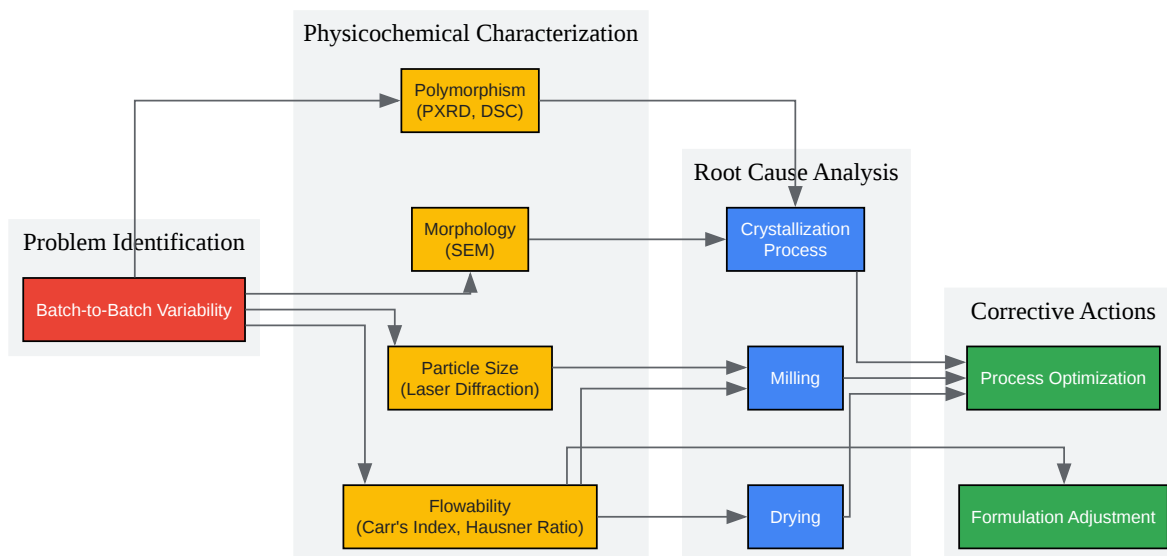 Physicochemical Characterization
Polymorphism
(PXRD, DSC)
Morphology
(SEM)
Particle Size
(Laser Diffraction)
Flowability
(Carr's Index, Hausner Ratio)
Problem Identification
Batch-to-Batch Variability
Root Cause Analysis
Crystallization
Process
Milling
Drying
Corrective Actions
Process Optimization
Formulation Adjustment